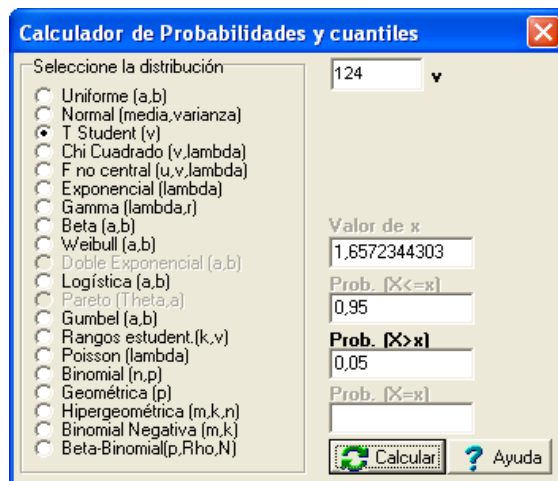 Calculador de Probabilidades y cuantiles
Seleccione la distribución
Uniforme (a,b)
Normal (media,varianza)
T Student (v)
Chi Cuadrado (v,lambda)
F no central (u,v,lambda)
Exponencial (lambda)
Gamma (lambda,r)
Beta (a,b)
Weibull (a,b)
Doble Exponencial (a,b)
Logística (a,b)
Pareto (Theta,a)
Gumbel (a,b)
Rangos estudent.(k,v)
Poisson (lambda)
Binomial (n,p)
Geométrica (p)
Hipergeométrica (m,k,n)
Binomial Negativa (m,k)
Beta-Binomial(p,Rho,N)
124 v
Valor de x
1,6572344303
Prob. (X<=x)
0,95
Prob. (X>x)
0,05
Prob. (X=x)
Calcular
? Ayuda